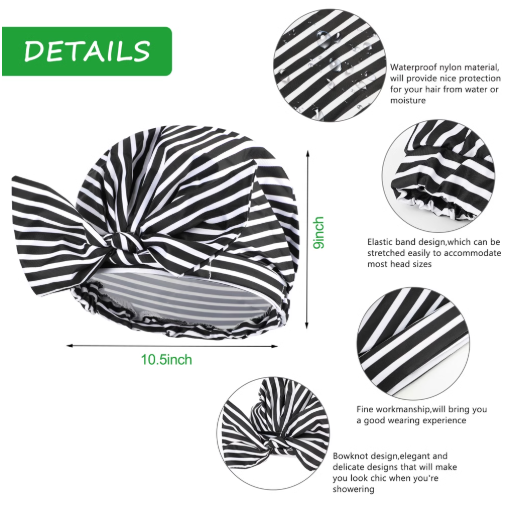 DETAILS
Waterproof nylon material,
will provide nice protection
for your hair from water or
moisture
9inch
Elastic band design,which can be
stretched easily to accommodate
most head sizes
10.5inch
Fine workmanship,will bring you
a good wearing experience
Bowknot design,elegant and
delicate designs that will make
you look chic when you're
showering